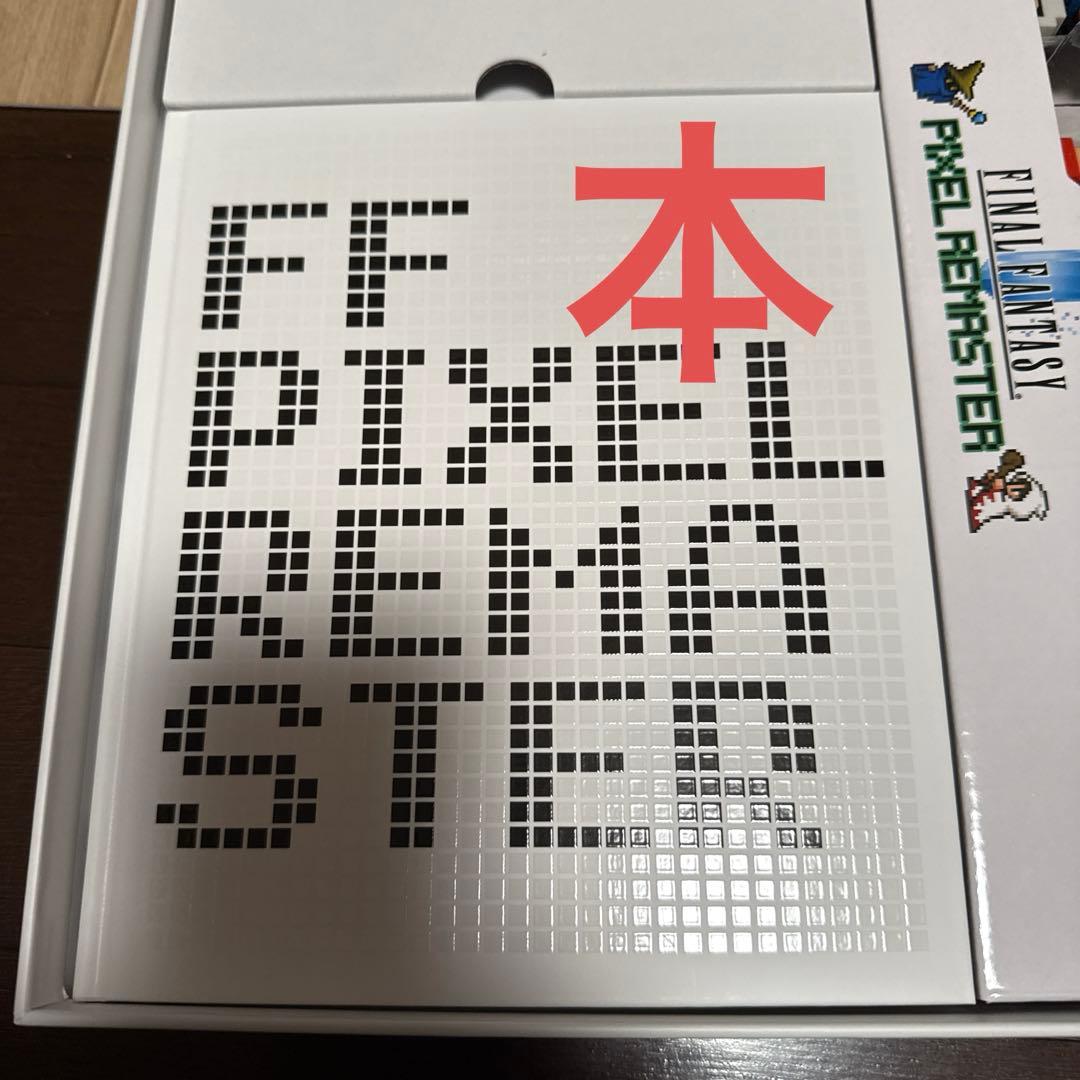 本
FF
PIXEL
REMA
STER
FINAL FANTASY
PIXEL REMASTER